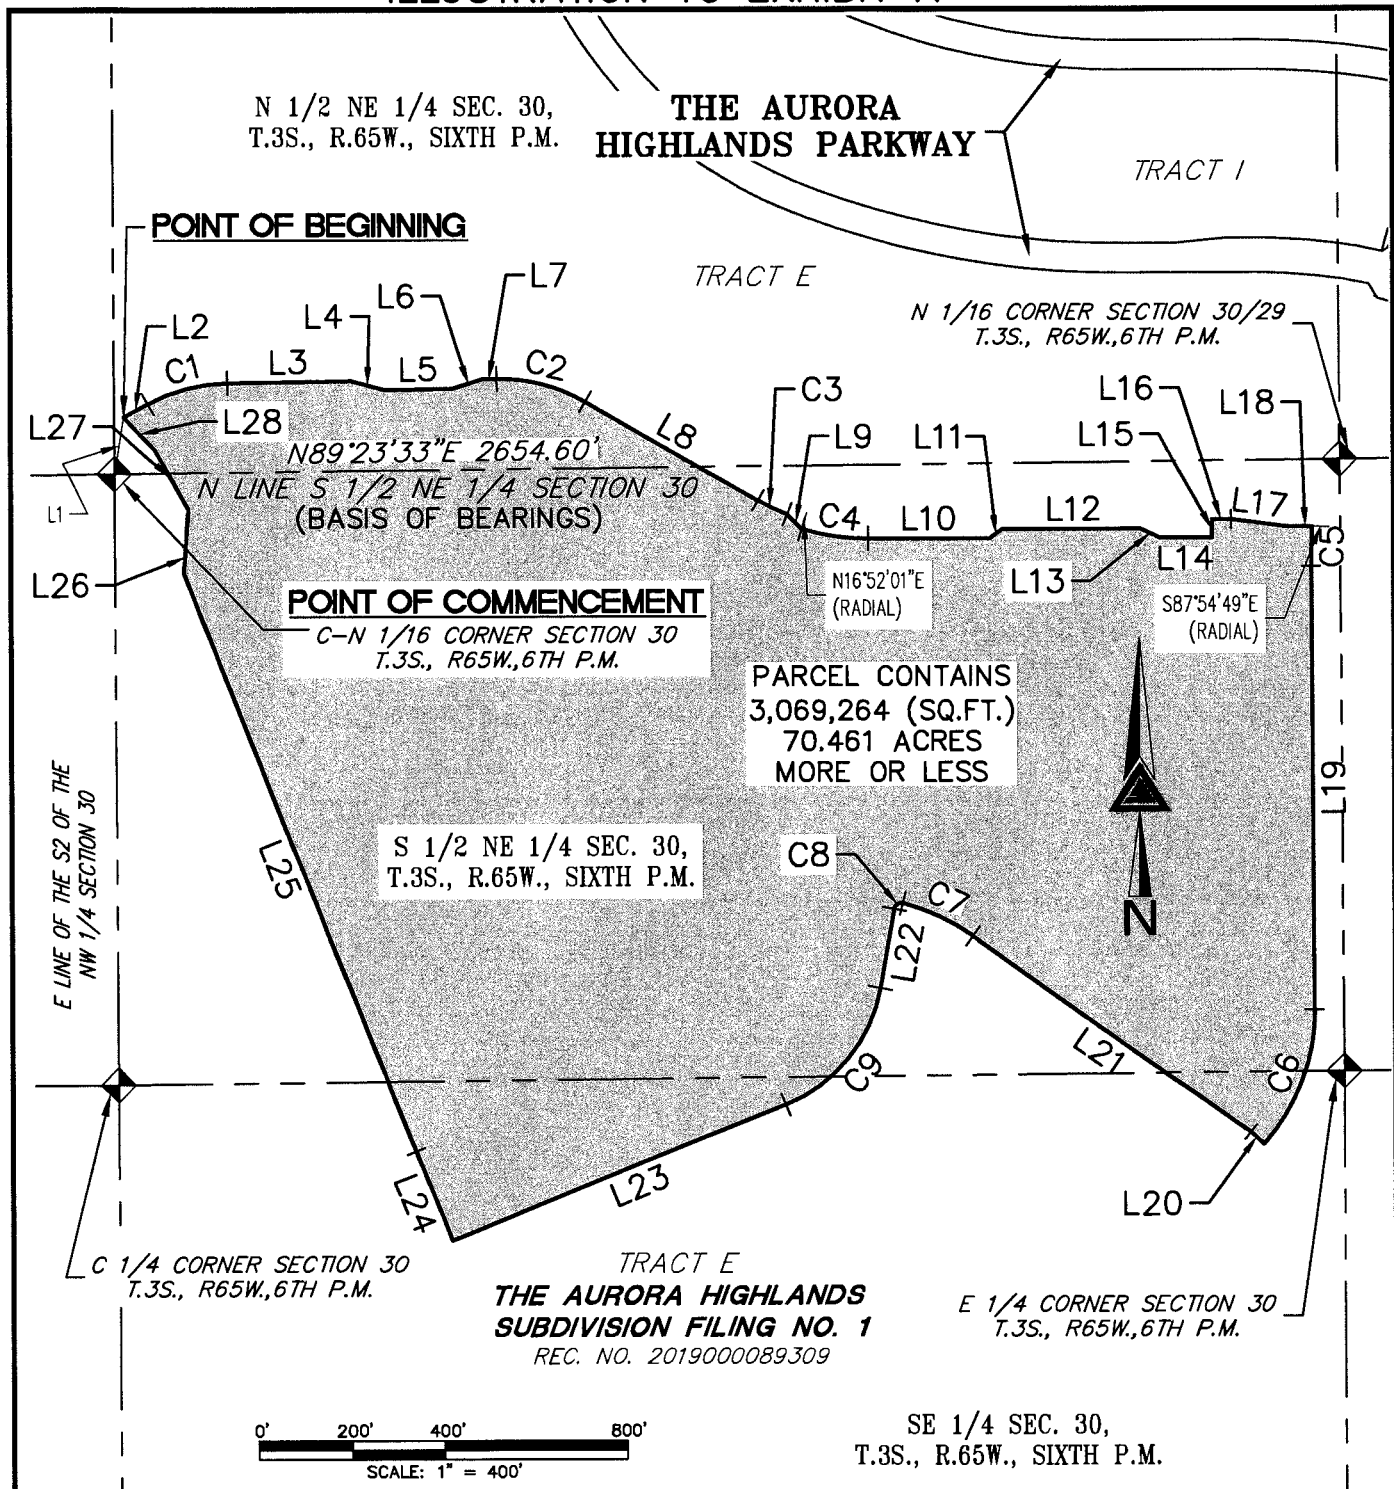 ILLUSTRATION TO EXHIBIT A
N 1/2 NE 1/4 SEC. 30,
T.3S., R.65W., SIXTH P.M.
THE AURORA
HIGHLANDS PARKWAY
TRACT I
POINT OF BEGINNING
TRACT E
N 1/16 CORNER SECTION 30/29
T.3S., R65W.,6TH P.M.
L2
C1
L3
L4
L5
L6
L7
C2
L8
C3
L9
C4
L10
L11
L12
L13
L14
L15
L16
L17
L18
C5
L27
L28
L1
L26
N89°23'33"E 2654.60'
N LINE S 1/2 NE 1/4 SECTION 30
(BASIS OF BEARINGS)
N16°52'01"E
(RADIAL)
S87°54'49"E
(RADIAL)
POINT OF COMMENCEMENT
C-N 1/16 CORNER SECTION 30
T.3S., R65W.,6TH P.M.
PARCEL CONTAINS
3,069,264 (SQ.FT.)
70.461 ACRES
MORE OR LESS
L19
E LINE OF THE S2 OF THE
NW 1/4 SECTION 30
L25
S 1/2 NE 1/4 SEC. 30,
T.3S., R.65W., SIXTH P.M.
C8
C7
N
L22
L21
C9
C6
L23
L24
L20
C 1/4 CORNER SECTION 30
T.3S., R65W.,6TH P.M.
TRACT E
THE AURORA HIGHLANDS
SUBDIVISION FILING NO. 1
REC. NO. 2019000089309
E 1/4 CORNER SECTION 30
T.3S., R65W.,6TH P.M.
0' 200' 400' 800'
SCALE: 1" = 400'
SE 1/4 SEC. 30,
T.3S., R.65W., SIXTH P.M.